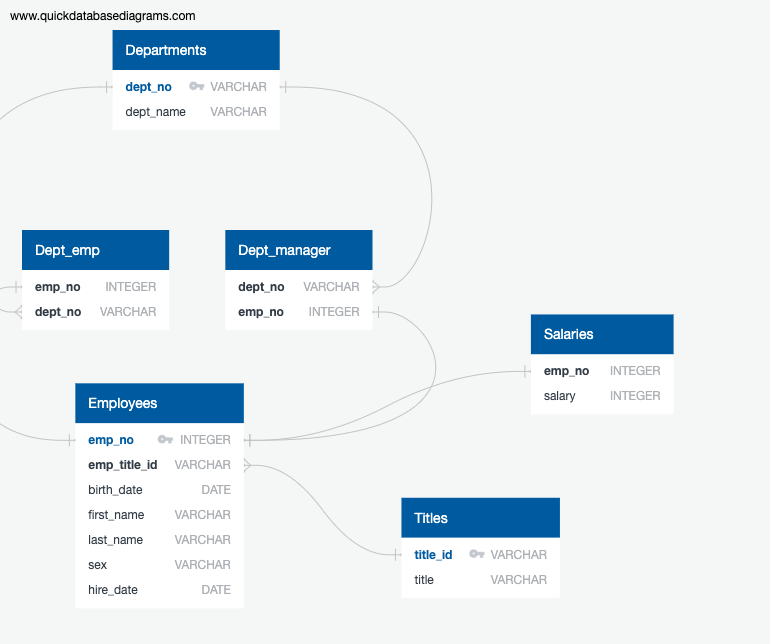 www.quickdatabasediagrams.com
Departments
dept_no VARCHAR
dept_name VARCHAR
Dept_emp
emp_no INTEGER
dept_no VARCHAR
Dept_manager
dept_no VARCHAR
emp_no INTEGER
Salaries
emp_no INTEGER
salary INTEGER
Employees
emp_no INTEGER
emp_title_id VARCHAR
birth_date DATE
first_name VARCHAR
last_name VARCHAR
sex VARCHAR
hire_date DATE
Titles
title_id VARCHAR
title VARCHAR